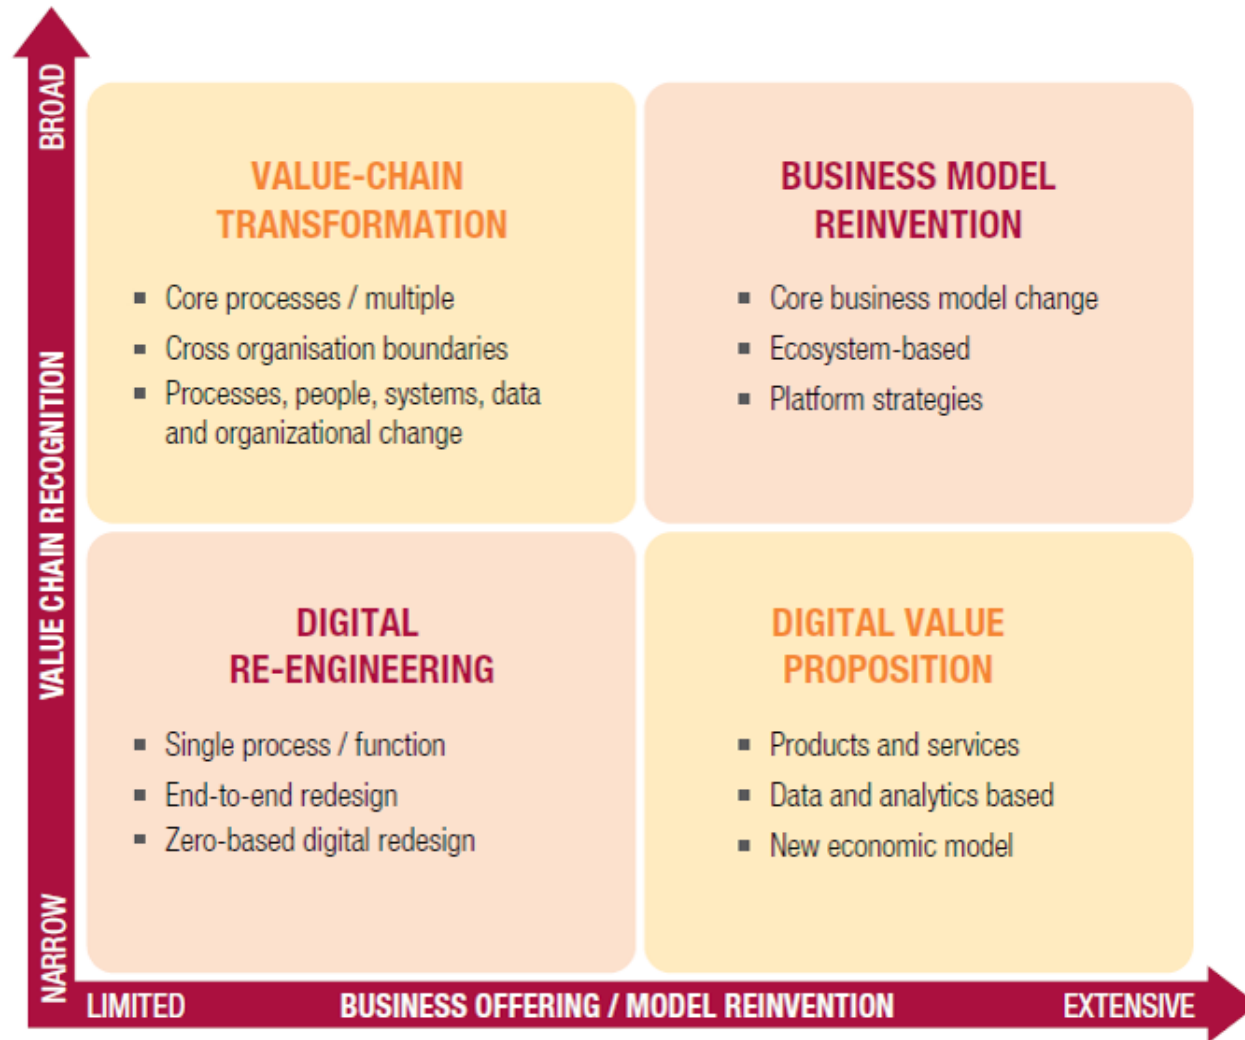 BROAD
VALUE CHAIN RECOGNITION
NARROW
VALUE-CHAIN
TRANSFORMATION
Core processes / multiple
Cross organisation boundaries
Processes, people, systems, data
and organizational change
BUSINESS MODEL
REINVENTION
Core business model change
Ecosystem-based
Platform strategies
DIGITAL
RE-ENGINEERING
Single process / function
End-to-end redesign
Zero-based digital redesign
DIGITAL VALUE
PROPOSITION
Products and services
Data and analytics based
New economic model
LIMITED
BUSINESS OFFERING / MODEL REINVENTION
EXTENSIVE